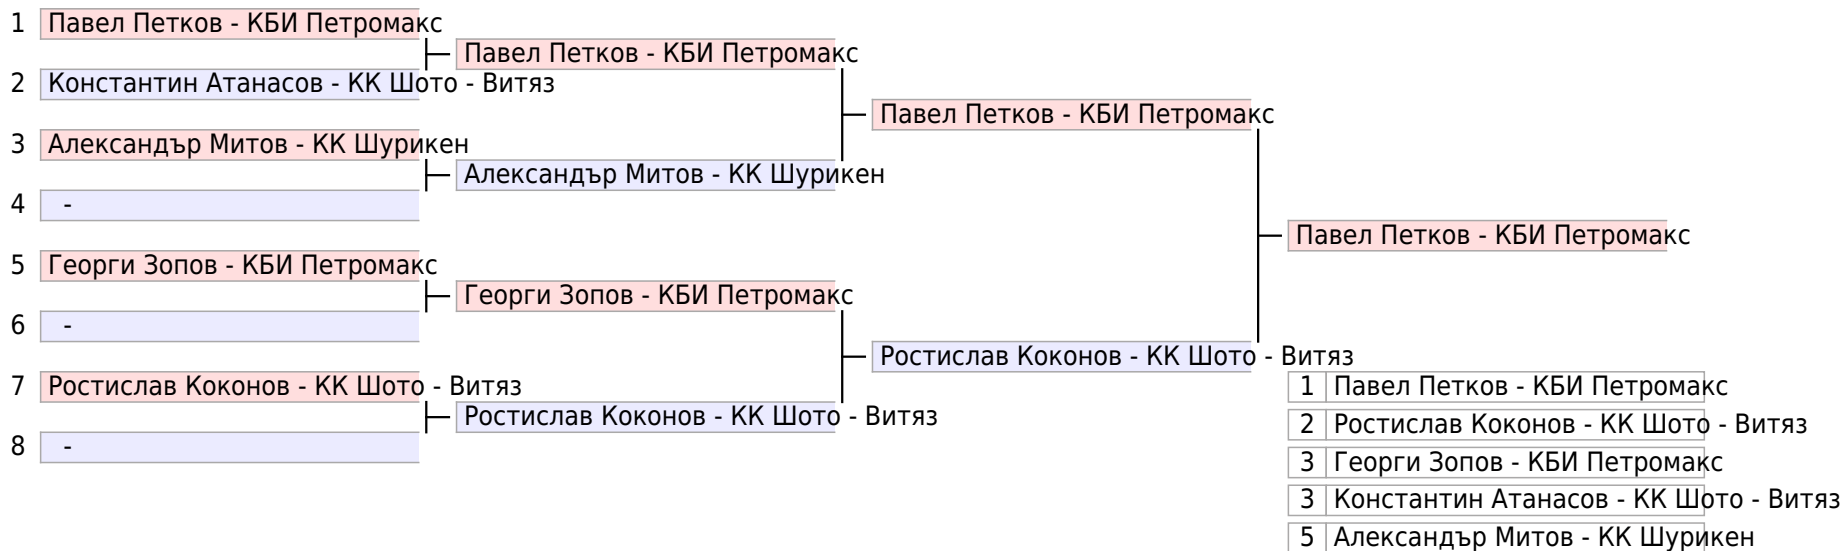 1 Павел Петков - КБИ Петромакс
Павел Петков - КБИ Петромакс
2 Константин Атанасов - КК Шото - Витяз
Павел Петков - КБИ Петромакс
3 Александър Митов - КК Шурикен
Александър Митов - КК Шурикен
4 -
Павел Петков - КБИ Петромакс
5 Георги Зопов - КБИ Петромакс
Георги Зопов - КБИ Петромакс
6 -
Ростислав Коконов - КК Шото - Витяз
7 Ростислав Коконов - КК Шото - Витяз
Ростислав Коконов - КК Шото - Витяз
8 -
1 Павел Петков - КБИ Петромакс
2 Ростислав Коконов - КК Шото - Витяз
3 Георги Зопов - КБИ Петромакс
3 Константин Атанасов - КК Шото - Витяз
5 Александър Митов - КК Шурикен